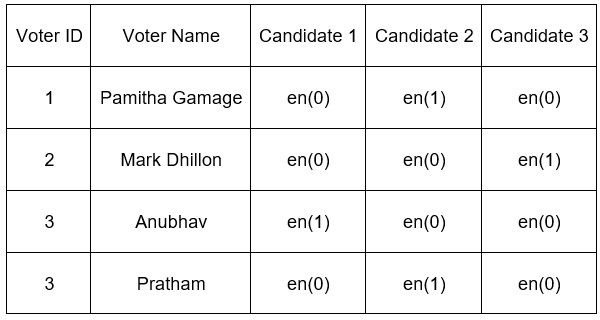 Voter ID Voter Name Candidate 1 Candidate 2 Candidate 3
1 Pamitha Gamage en(0) en(1) en(0)
2 Mark Dhillon en(0) en(0) en(1)
3 Anubhav en(1) en(0) en(0)
3 Pratham en(0) en(1) en(0)